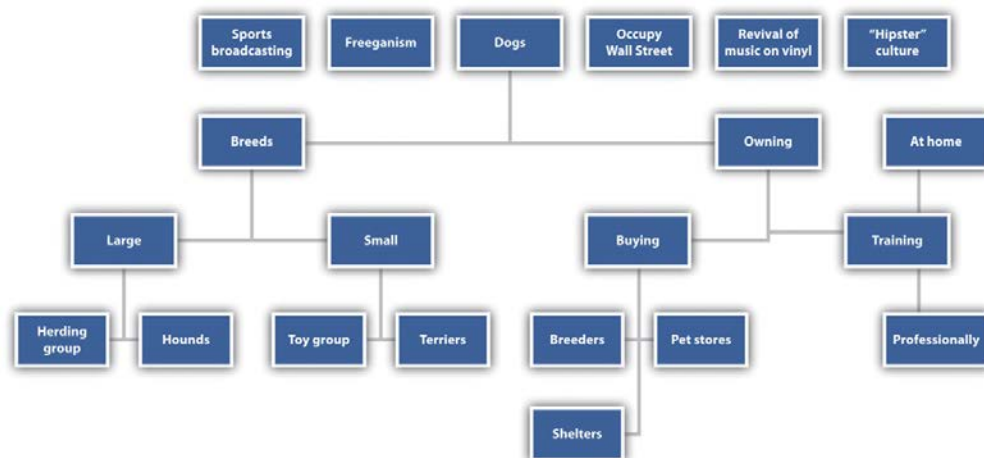 Sports
broadcasting
Freeganism
Dogs
Occupy
Wall Street
Revival of
music on vinyl
“Hipster”
culture
Breeds
Owning
At home
Large
Small
Buying
Training
Herding
group
Hounds
Toy group
Terriers
Breeders
Pet stores
Professionally
Shelters